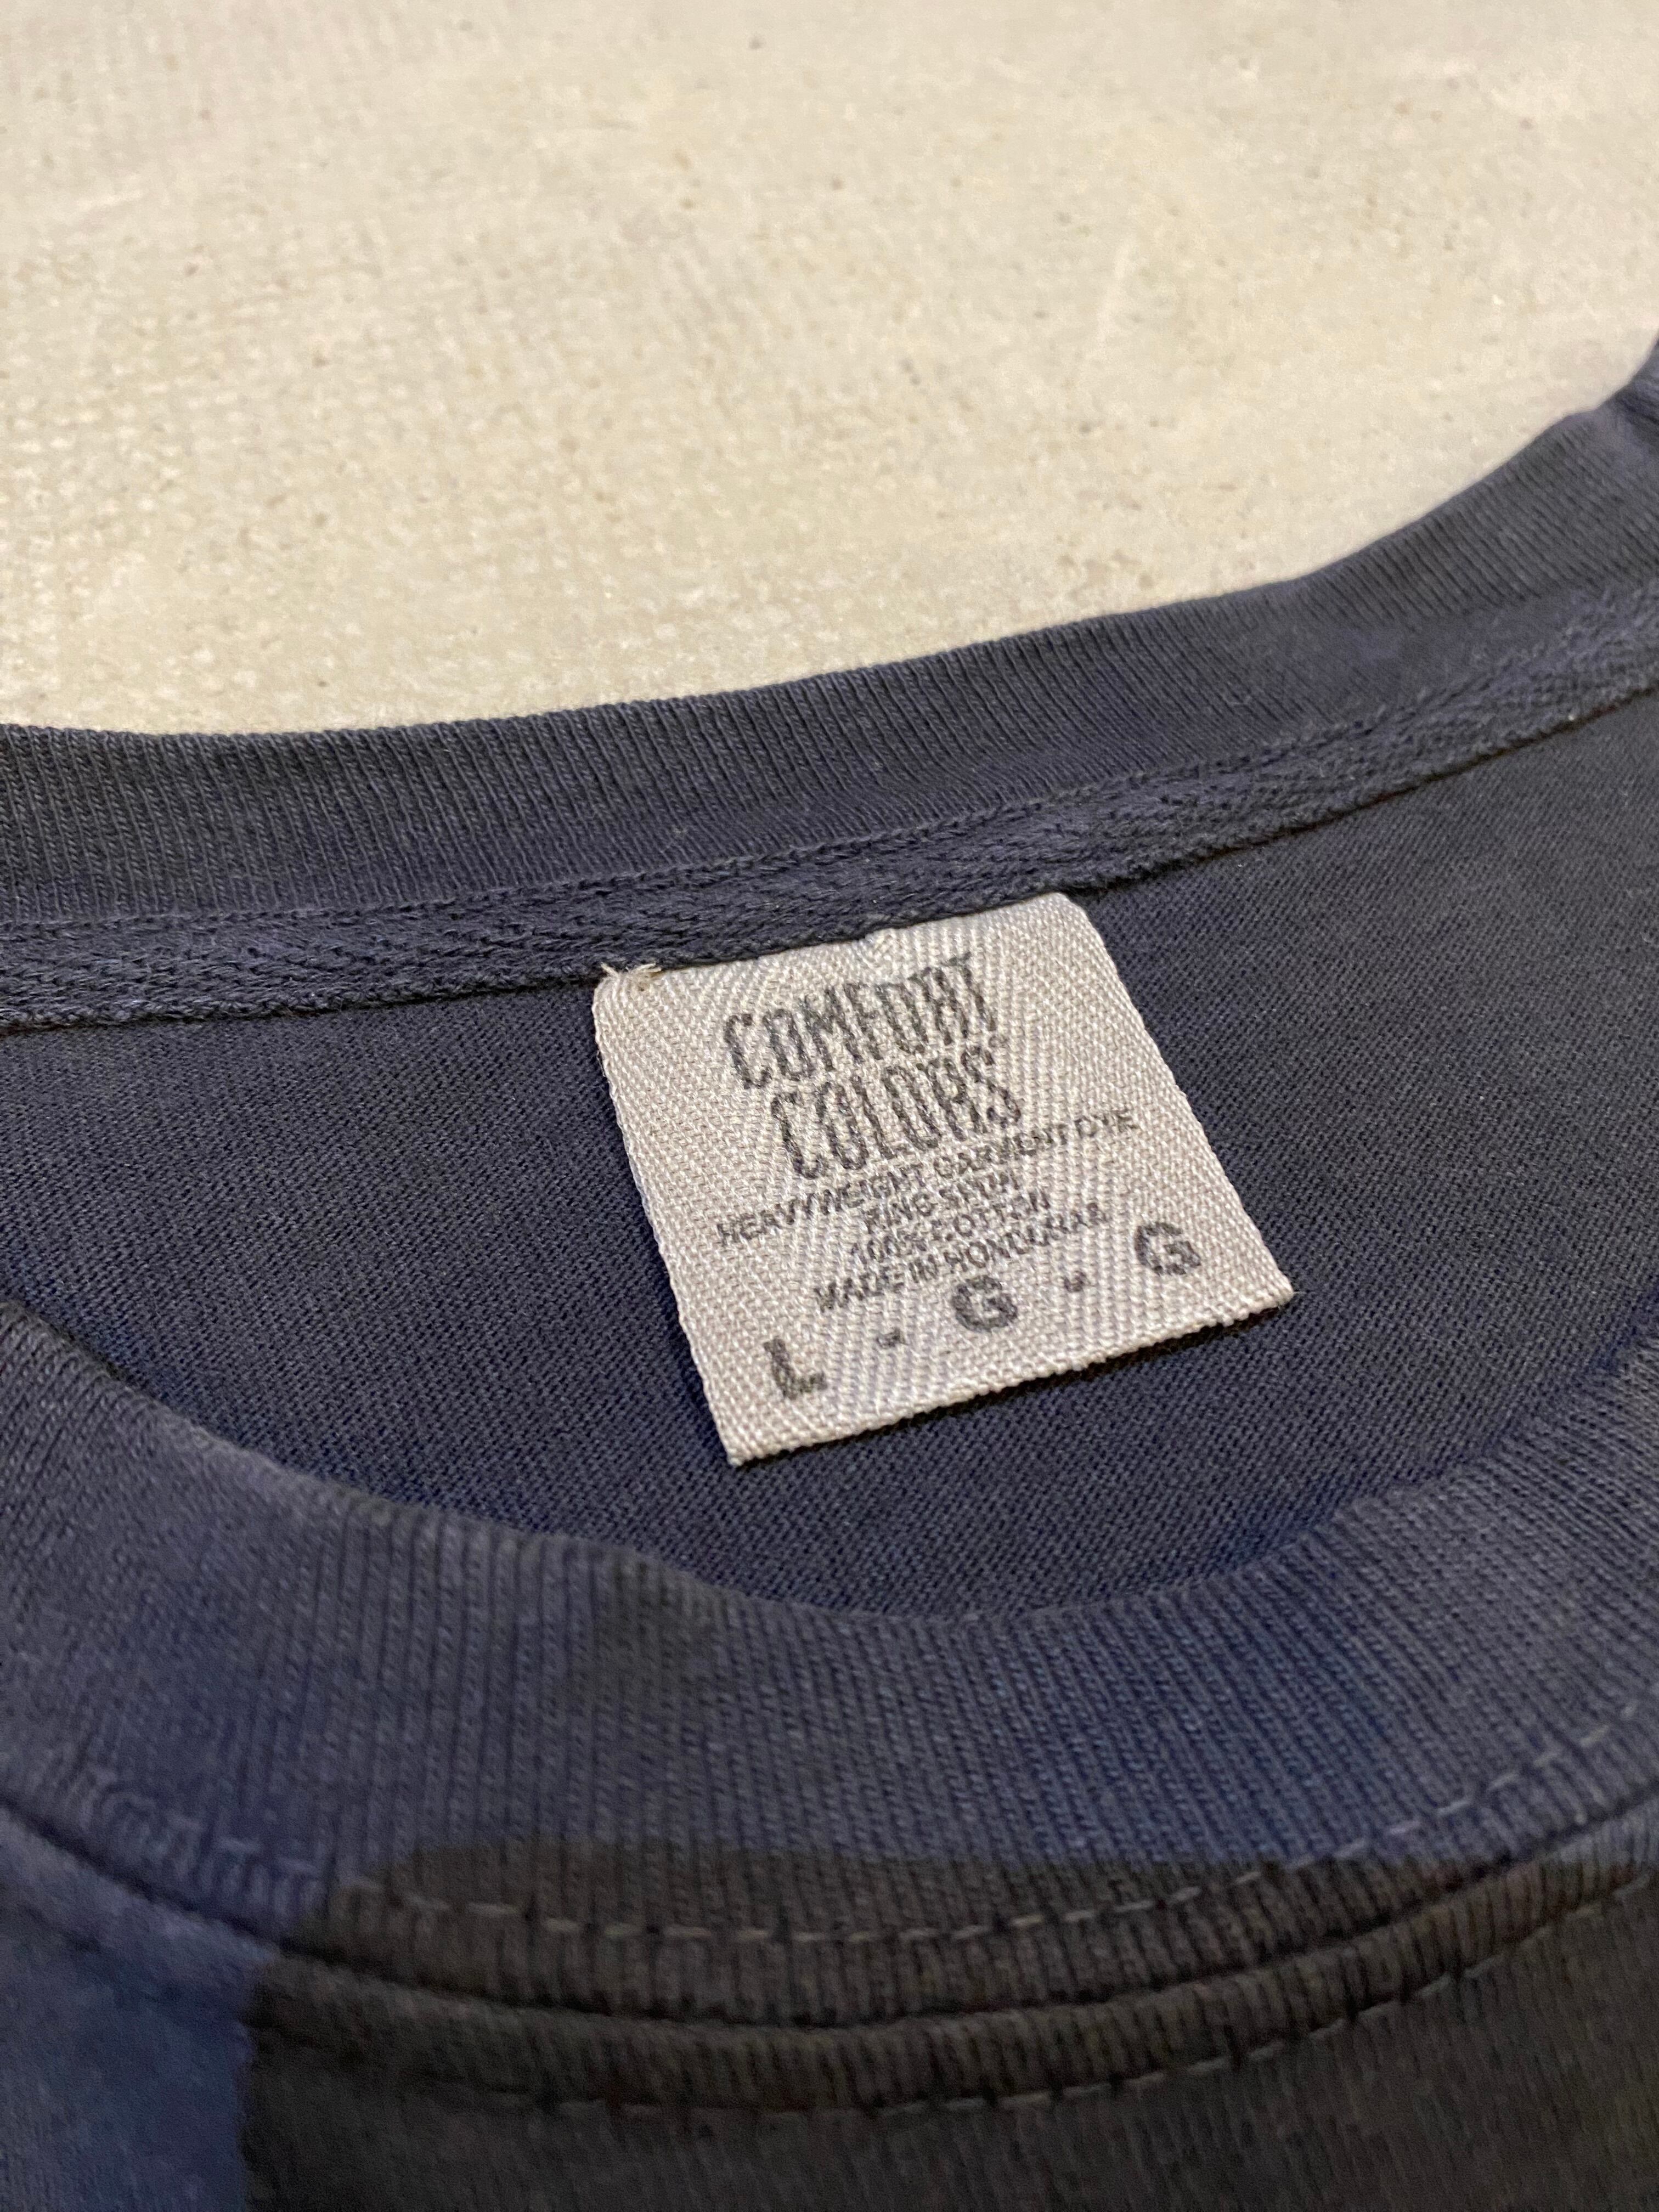 COMFORT
COLORS
HEAVYWEIGHT GARMENT DYE
RING SPUN
100% COTTON
MADE IN HONDURAS
L - G - G